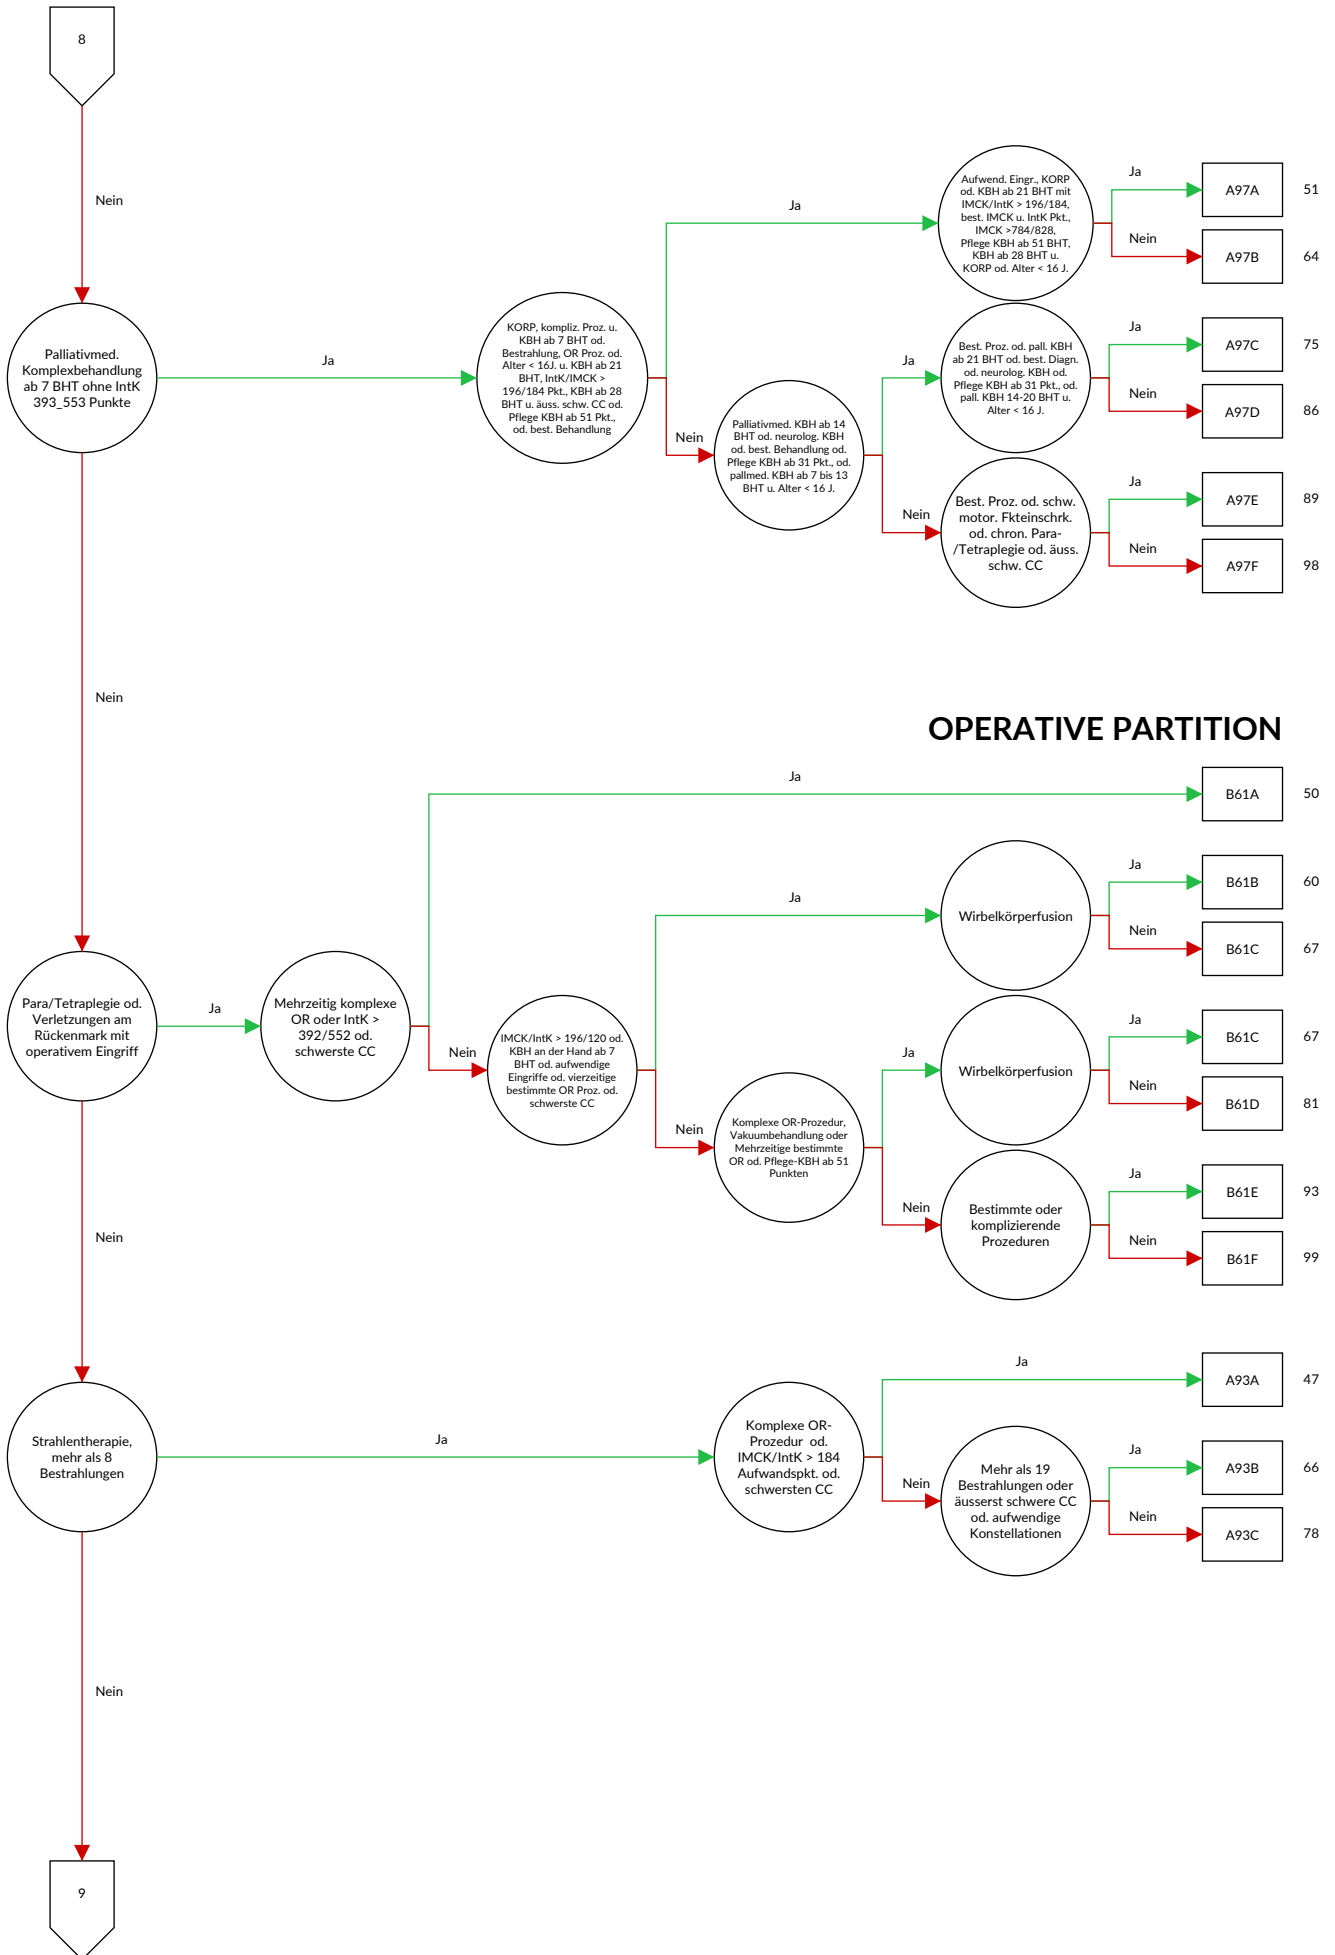 8
Nein
Palliativmed.
Komplexbehandlung
ab 7 BHT ohne IntK
393_553 Punkte
Ja
KORP, kompliz. Proz. u.
KBH ab 7 BHT od.
Bestrahlung, OR Proz. od.
Alter < 16J. u. KBH ab 21
BHT, IntK/IMCK >
196/184 Pkt., KBH ab 28
BHT u. äuss. schw. CC od.
Pflege KBH ab 51 Pkt.,
od. best. Behandlung
Ja
Aufwend. Eingr., KORP
od. KBH ab 21 BHT mit
IMCK/IntK > 196/184,
best. IMCK u. IntK Pkt.,
IMCK >784/828,
Pflege KBH ab 51 BHT,
KBH ab 28 BHT u.
KORP od. Alter < 16 J.
Ja
A97A
51
Nein
A97B
64
Nein
Palliativmed. KBH ab 14
BHT od. neurolog. KBH
od. best. Behandlung od.
Pflege KBH ab 31 Pkt., od.
pallmed. KBH ab 7 bis 13
BHT u. Alter < 16 J.
Ja
Best. Proz. od. pall. KBH
ab 21 BHT od. best. Diagn.
od. neurolog. KBH od.
Pflege KBH ab 31 Pkt., od.
pall. KBH 14-20 BHT u.
Alter < 16 J.
Ja
A97C
75
Nein
A97D
86
Nein
Best. Proz. od. schw.
motor. Fkteinschrk.
od. chron. Para-
/Tetraplegie od. äuss.
schw. CC
Ja
A97E
89
Nein
A97F
98
Nein
OPERATIVE PARTITION
Para/Tetraplegie od.
Verletzungen am
Rückenmark mit
operativem Eingriff
Ja
Mehrzeitig komplexe
OR oder IntK >
392/552 od.
schwerste CC
Ja
B61A
50
Nein
IMCK/IntK > 196/120 od.
KBH an der Hand ab 7
BHT od. aufwendige
Eingriffe od. vierzeitige
bestimmte OR Proz. od.
schwerste CC
Ja
Wirbelkörperfusion
Ja
B61B
60
Nein
B61C
67
Nein
Komplexe OR-Prozedur,
Vakuumbehandlung oder
Mehrzeitige bestimmte
OR od. Pflege-KBH ab 51
Punkten
Ja
Wirbelkörperfusion
Ja
B61C
67
Nein
B61D
81
Nein
Bestimmte oder
komplizierende
Prozeduren
Ja
B61E
93
Nein
B61F
99
Nein
Strahlentherapie,
mehr als 8
Bestrahlungen
Ja
Komplexe OR-
Prozedur od.
IMCK/IntK > 184
Aufwandspkt. od.
schwersten CC
Ja
A93A
47
Nein
Mehr als 19
Bestrahlungen oder
äusserst schwere CC
od. aufwendige
Konstellationen
Ja
A93B
66
Nein
A93C
78
Nein
9